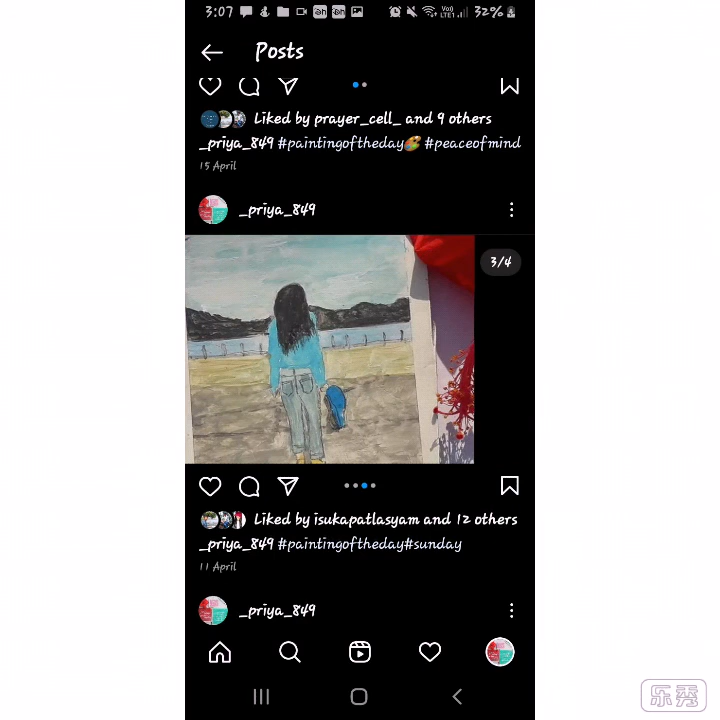 3:07 32%
Posts
Liked by prayer_cell_ and 9 others
_priya_849 #paintingoftheday🎨 #peaceofmind
15 April
_priya_849
3/4
Liked by isukapatlasyam and 12 others
_priya_849 #paintingoftheday#sunday
11 April
_priya_849
乐秀